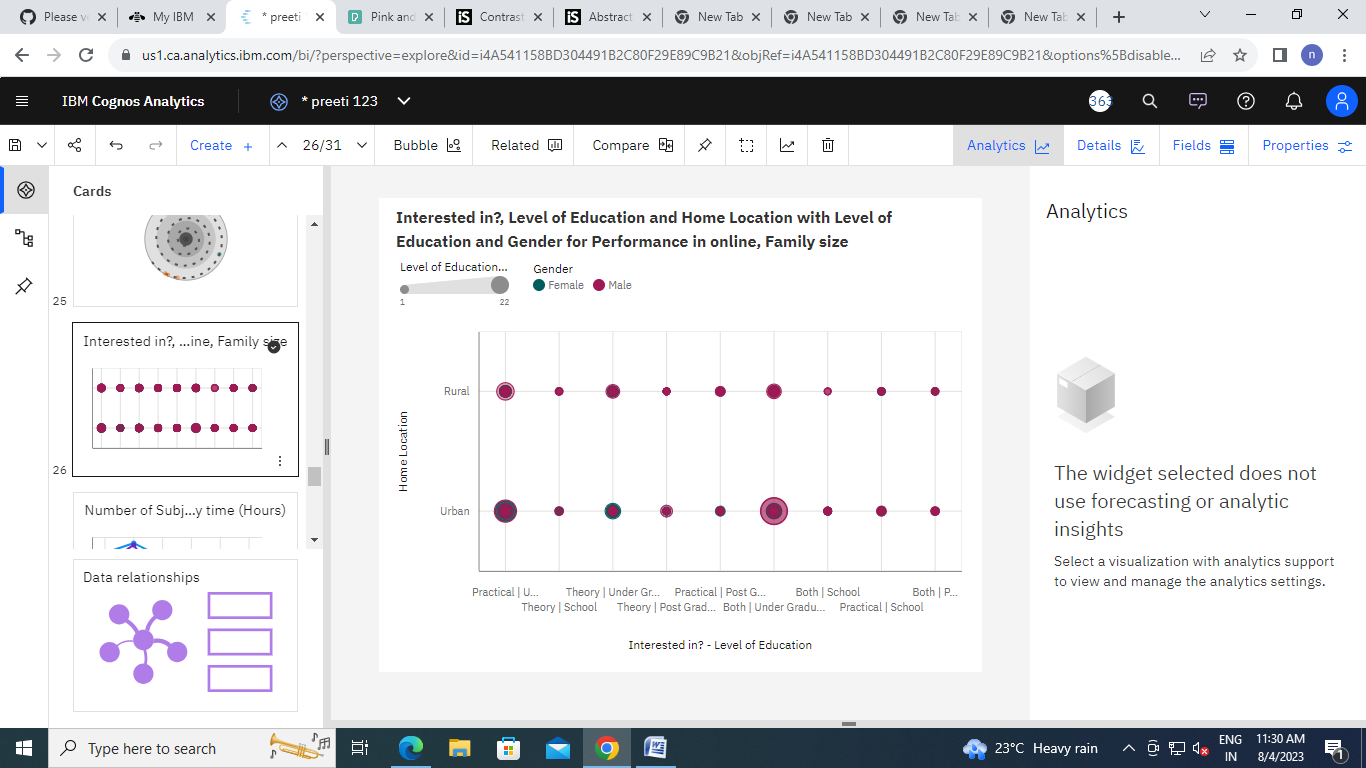 Please ve
My IBM
* preeti
Pink and
Contrast
Abstract
New Tab
New Tab
New Tab
New Tab
us1.ca.analytics.ibm.com/bi/?perspective=explore&id=i4A541158BD304491B2C80F29E89C9B21&objRef=i4A541158BD304491B2C80F29E89C9B21&options%5Bdisable...
n
IBM Cognos Analytics
* preeti 123
363
Create +
26/31
Bubble
Related
Compare
Analytics
Details
Fields
Properties
Cards
25
Interested in?, ...ine, Family size
26
Number of Subj...y time (Hours)
Data relationships
Interested in?, Level of Education and Home Location with Level of
Education and Gender for Performance in online, Family size
Level of Education...
1
22
Gender
Female
Male
Home Location
Rural
Urban
Practical | U...
Theory | Under Gr...
Practical | Post G...
Both | School
Both | P...
Theory | School
Theory | Post Grad...
Both | Under Gradu...
Practical | School
Interested in? - Level of Education
Analytics
The widget selected does not
use forecasting or analytic
insights
Select a visualization with analytics support
to view and manage the analytics settings.
Type here to search
23°C Heavy rain
ENG
IN
11:30 AM
8/4/2023
1